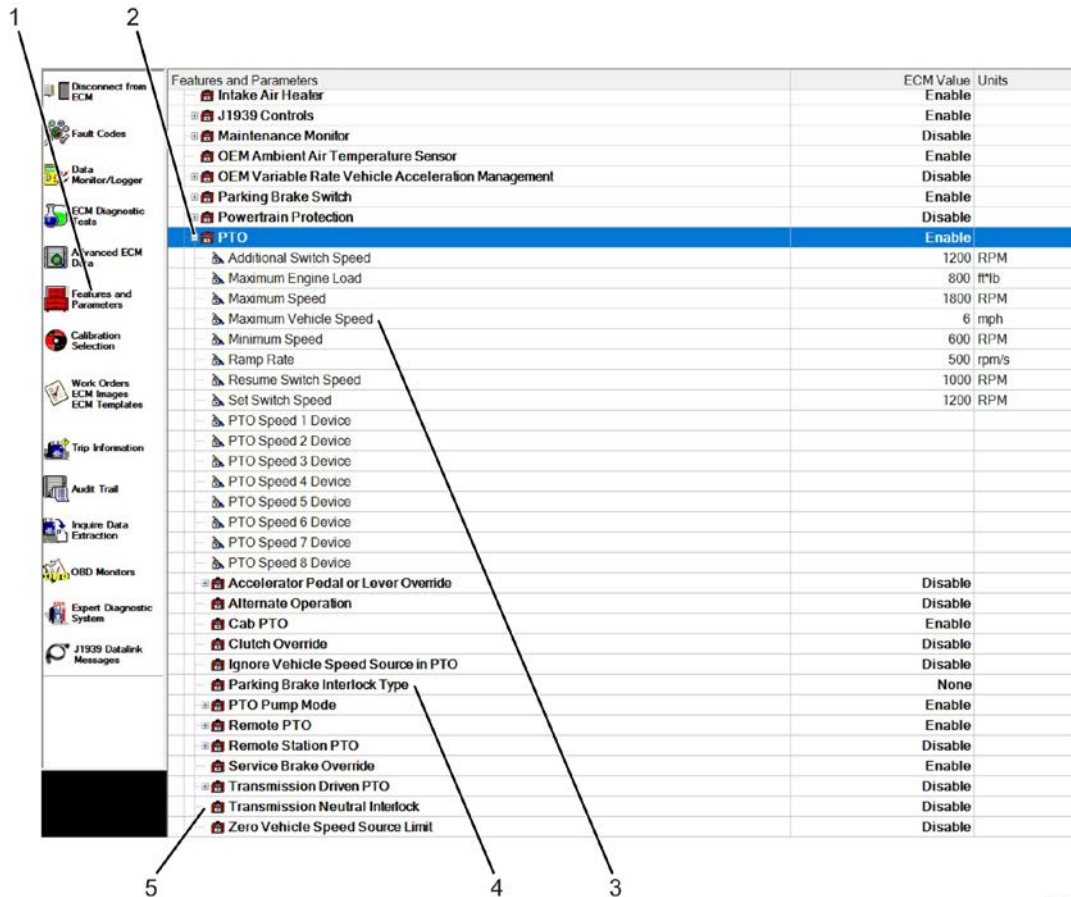 1
2
Disconnect from
ECM
Fault Codes
Data
Monitor/Logger
ECM Diagnostic
Tests
Advanced ECM
Data
Features and
Parameters
Calibration
Selection
Work Orders
ECM Images
ECM Templates
Trip Information
Audit Trail
Inquire Data
Extraction
OBD Monitors
Expert Diagnostic
System
J1939 Datalink
Messages
Features and Parameters ECM Value Units
Intake Air Heater Enable
J1939 Controls Enable
Maintenance Monitor Disable
OEM Ambient Air Temperature Sensor Enable
OEM Variable Rate Vehicle Acceleration Management Disable
Parking Brake Switch Enable
Powertrain Protection Disable
PTO Enable
Additional Switch Speed 1200 RPM
Maximum Engine Load 800 ft*lb
Maximum Speed 1800 RPM
Maximum Vehicle Speed 6 mph
Minimum Speed 600 RPM
Ramp Rate 500 rpm/s
Resume Switch Speed 1000 RPM
Set Switch Speed 1200 RPM
PTO Speed 1 Device
PTO Speed 2 Device
PTO Speed 3 Device
PTO Speed 4 Device
PTO Speed 5 Device
PTO Speed 6 Device
PTO Speed 7 Device
PTO Speed 8 Device
Accelerator Pedal or Lever Override Disable
Alternate Operation Disable
Cab PTO Enable
Clutch Override Disable
Ignore Vehicle Speed Source in PTO Disable
Parking Brake Interlock Type None
PTO Pump Mode Enable
Remote PTO Enable
Remote Station PTO Disable
Service Brake Override Enable
Transmission Driven PTO Disable
Transmission Neutral Interlock Disable
Zero Vehicle Speed Source Limit Disable
5
4
3